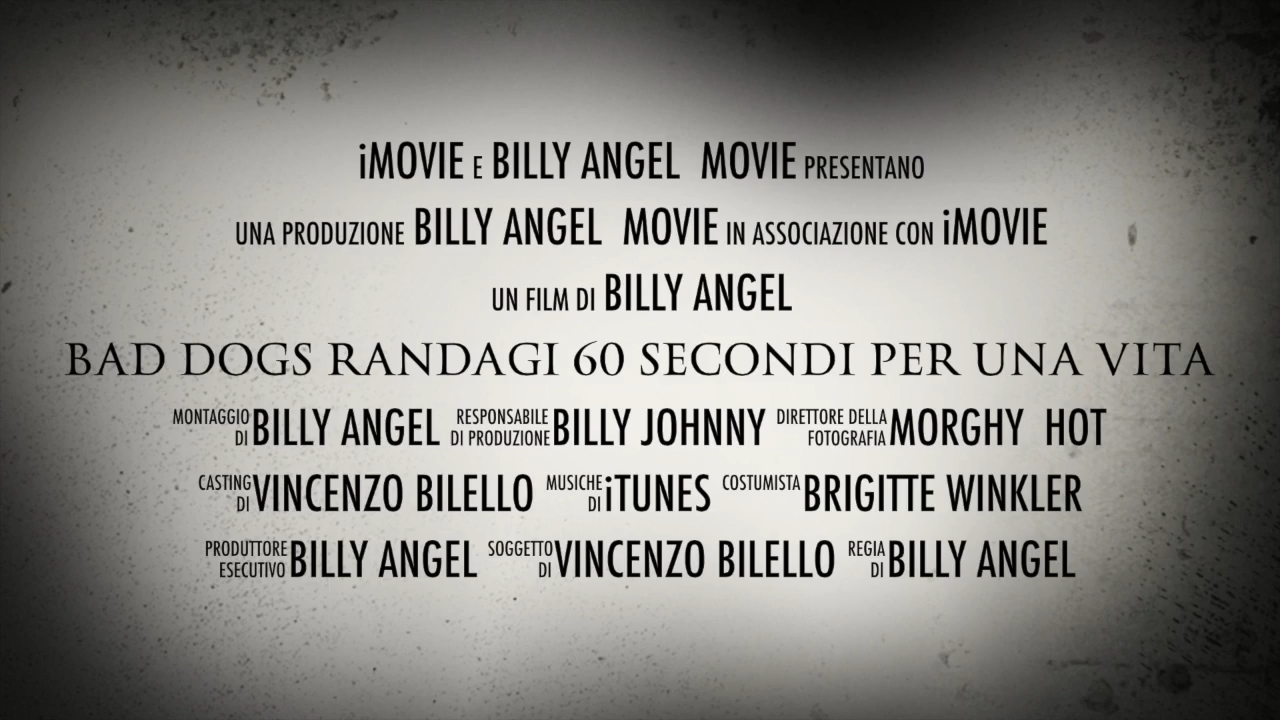 iMOVIE E BILLY ANGEL MOVIE PRESENTANO
UNA PRODUZIONE BILLY ANGEL MOVIE IN ASSOCIAZIONE CON iMOVIE
UN FILM DI BILLY ANGEL
BAD DOGS RANDAGI 60 SECONDI PER UNA VITA
MONTAGGIO DI BILLY ANGEL RESPONSABILE DI PRODUZIONE BILLY JOHNNY DIRETTORE DELLA FOTOGRAFIA MORGHY HOT
CASTING DI VINCENZO BILELLO MUSICHE DI iTUNES COSTUMISTA BRIGITTE WINKLER
PRODUTTORE ESECUTIVO BILLY ANGEL SOGGETTO DI VINCENZO BILELLO REGIA DI BILLY ANGEL